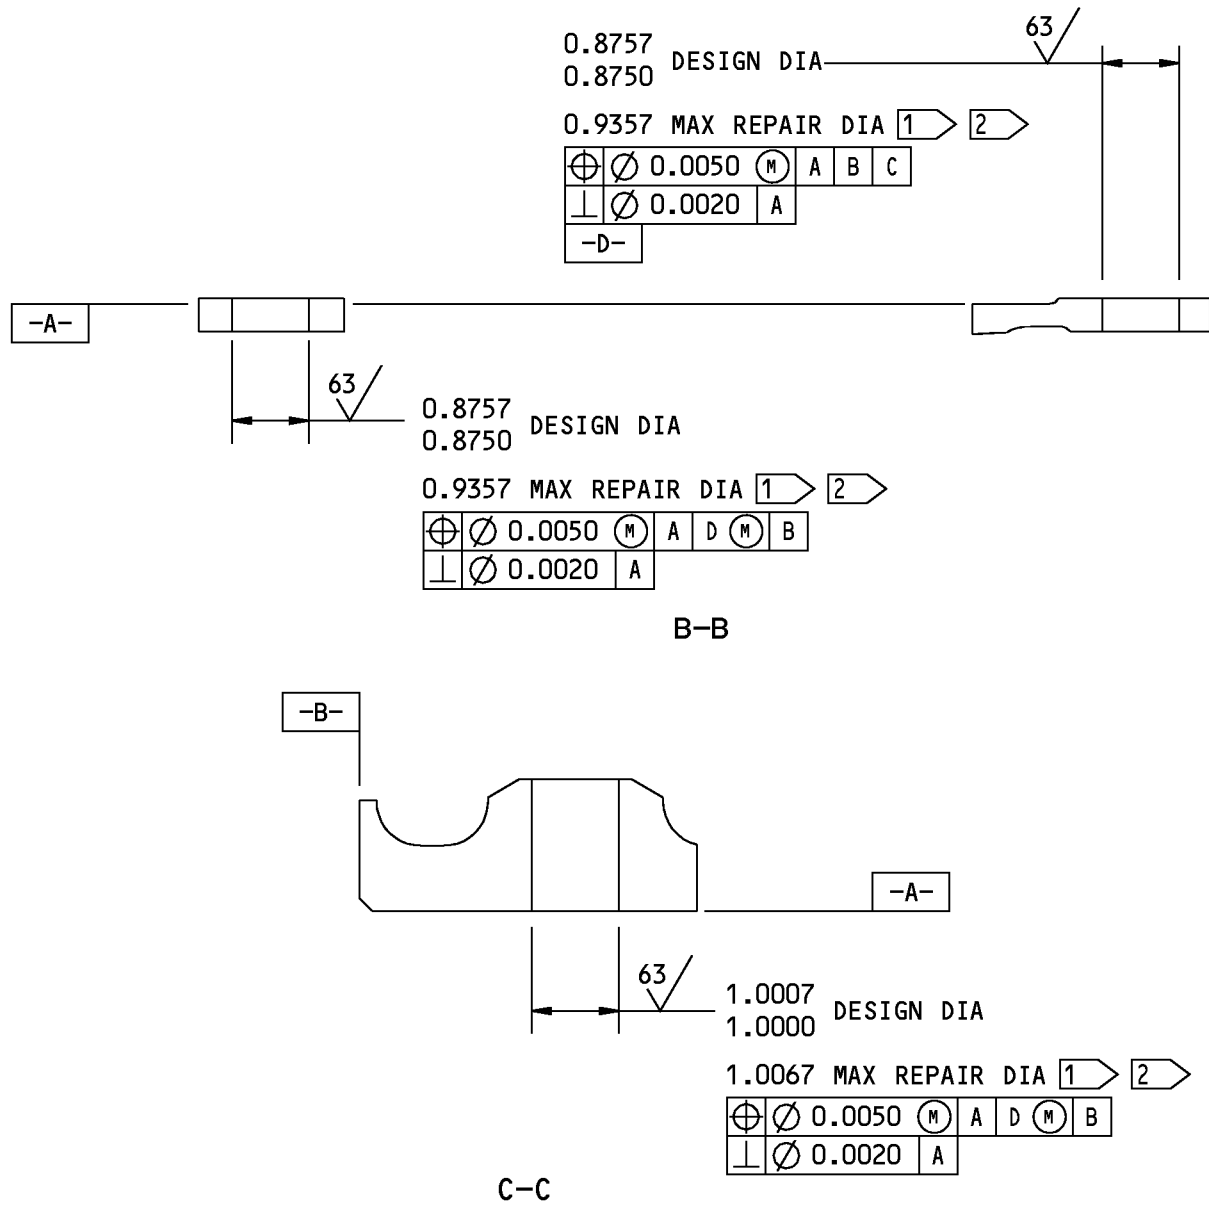 63
0.8757
0.8750 DESIGN DIA
0.9357 MAX REPAIR DIA 1 2
⌖ ⌀ 0.0050 Ⓜ A B C
⊥ ⌀ 0.0020 A
-D-
-A-
63
0.8757
0.8750 DESIGN DIA
0.9357 MAX REPAIR DIA 1 2
⌖ ⌀ 0.0050 Ⓜ A D Ⓜ B
⊥ ⌀ 0.0020 A
B-B
-B-
-A-
63
1.0007
1.0000 DESIGN DIA
1.0067 MAX REPAIR DIA 1 2
⌖ ⌀ 0.0050 Ⓜ A D Ⓜ B
⊥ ⌀ 0.0020 A
C-C